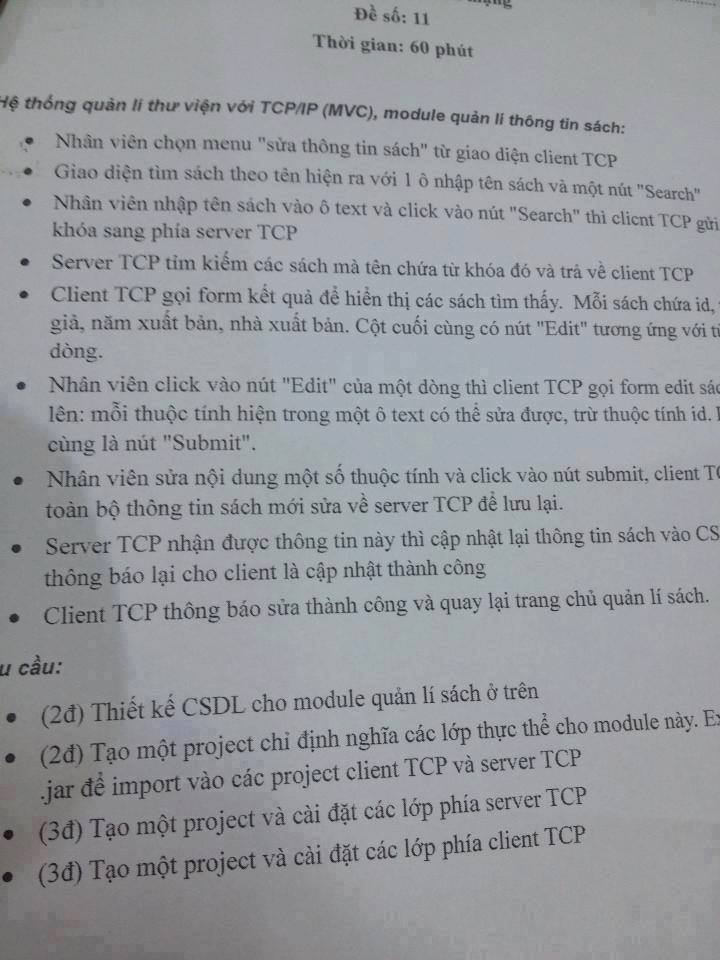 Đề số: 11
Thời gian: 60 phút
Hệ thống quản lí thư viện với TCP/IP (MVC), module quản lí thông tin sách:
• Nhân viên chọn menu "sửa thông tin sách" từ giao diện client TCP
• Giao diện tìm sách theo tên hiện ra với 1 ô nhập tên sách và một nút "Search"
• Nhân viên nhập tên sách vào ô text và click vào nút "Search" thì client TCP gửi
khóa sang phía server TCP
• Server TCP tìm kiếm các sách mà tên chứa từ khóa đó và trả về client TCP
• Client TCP gọi form kết quả để hiển thị các sách tìm thấy. Mỗi sách chứa id,
giả, năm xuất bản, nhà xuất bản. Cột cuối cùng có nút "Edit" tương ứng với
dòng.
• Nhân viên click vào nút "Edit" của một dòng thì client TCP gọi form edit
lên: mỗi thuộc tính hiện trong một ô text có thể sửa được, trừ thuộc tính id.
cùng là nút "Submit".
• Nhân viên sửa nội dung một số thuộc tính và click vào nút submit, client
toàn bộ thông tin sách mới sửa về server TCP để lưu lại.
• Server TCP nhận được thông tin này thì cập nhật lại thông tin sách vào CS
thông báo lại cho client là cập nhật thành công
• Client TCP thông báo sửa thành công và quay lại trang chủ quản lí sách.
u cầu:
• (2đ) Thiết kế CSDL cho module quản lí sách ở trên
• (2đ) Tạo một project chỉ định nghĩa các lớp thực thể cho module này.
.jar để import vào các project client TCP và server TCP
• (3đ) Tạo một project và cài đặt các lớp phía server TCP
• (3đ) Tạo một project và cài đặt các lớp phía client TCP